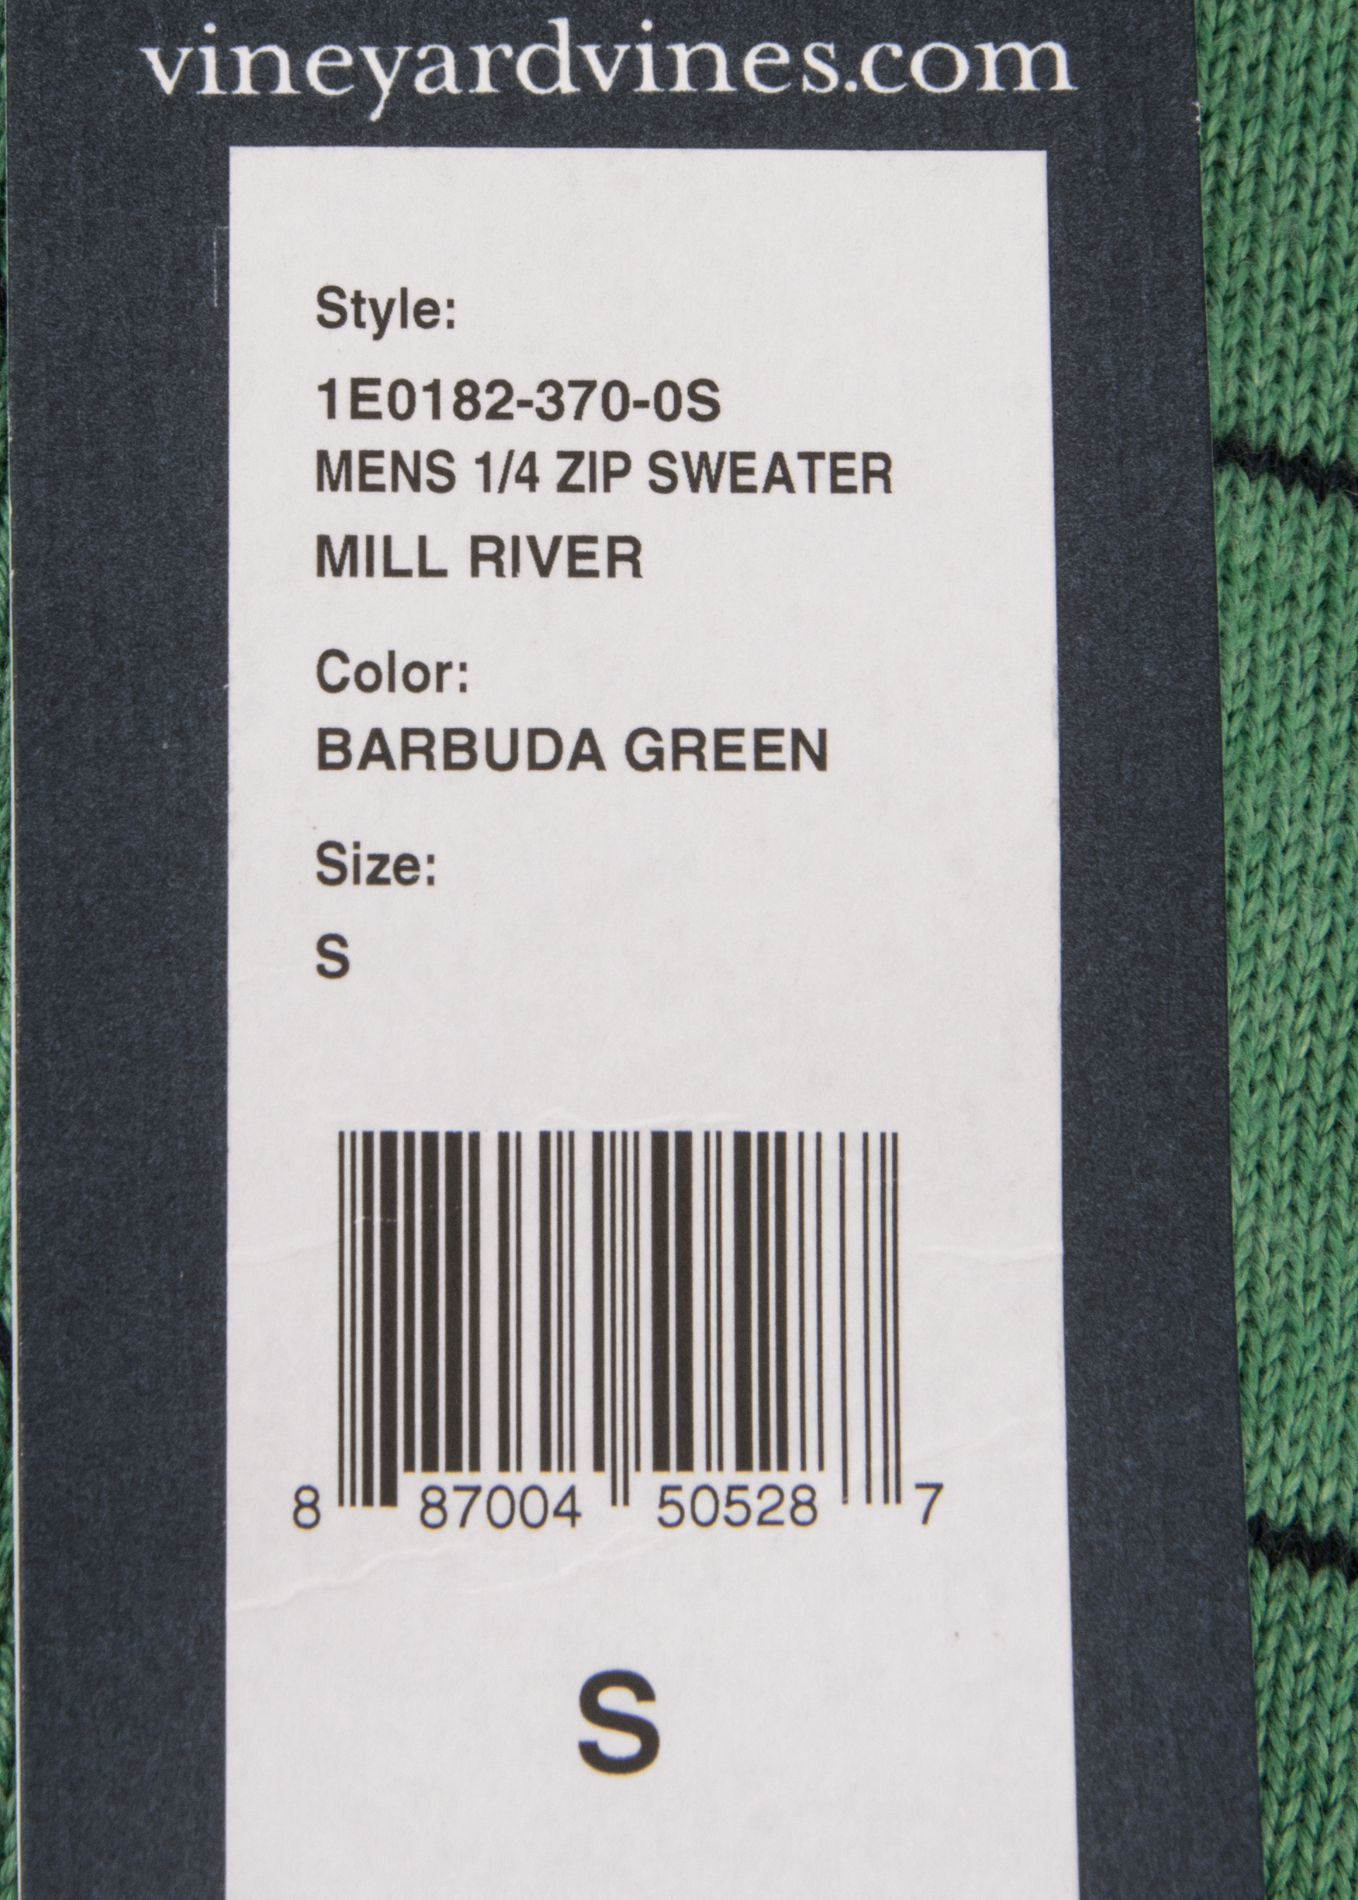 vineyardvines.com
Style:
1E0182-370-0S
MENS 1/4 ZIP SWEATER
MILL RIVER
Color:
BARBUDA GREEN
Size:
S
8 87004 50528 7
S